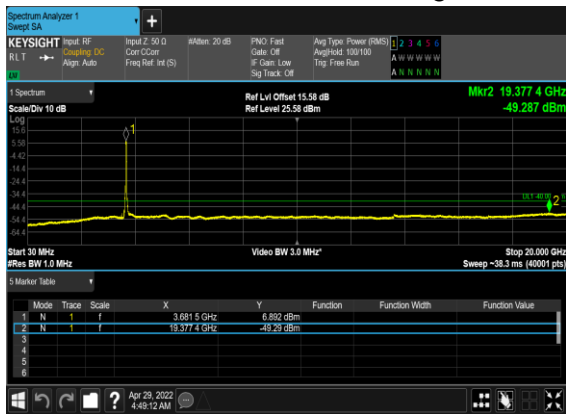 Spectrum Analyzer 1
Swept SA
KEYSIGHT Input: RF Input Z: 50 Ω #Atten: 20 dB PNO: Fast Avg Type: Power (RMS) 1 2 3 4 5 6
RLT Coupling: DC Corr CCorr Gate: Off Avg|Hold: 100/100 A W W W W W
Align: Auto Freq Ref: Int (S) IF Gain: Low Trig: Free Run
Sig Track: Off A N N N N N
LXI
1 Spectrum Mkr2 19.377 4 GHz
Ref Lvl Offset 15.58 dB
Scale/Div 10 dB Ref Level 25.58 dBm -49.287 dBm
Log
15.6
5.58
-4.42
-14.4
-24.4
-34.4
-44.4
-54.4
-64.4
1
2
Start 30 MHz Video BW 3.0 MHz* Stop 20.000 GHz
#Res BW 1.0 MHz Sweep ~38.3 ms (40001 pts)
5 Marker Table
Mode Trace Scale X Y Function Function Width Function Value
1 N 1 f 3.681 5 GHz 6.892 dBm
2 N 1 f 19.377 4 GHz -49.29 dBm
3
4
5
6
? Apr 29, 2022
4:49:12 AM